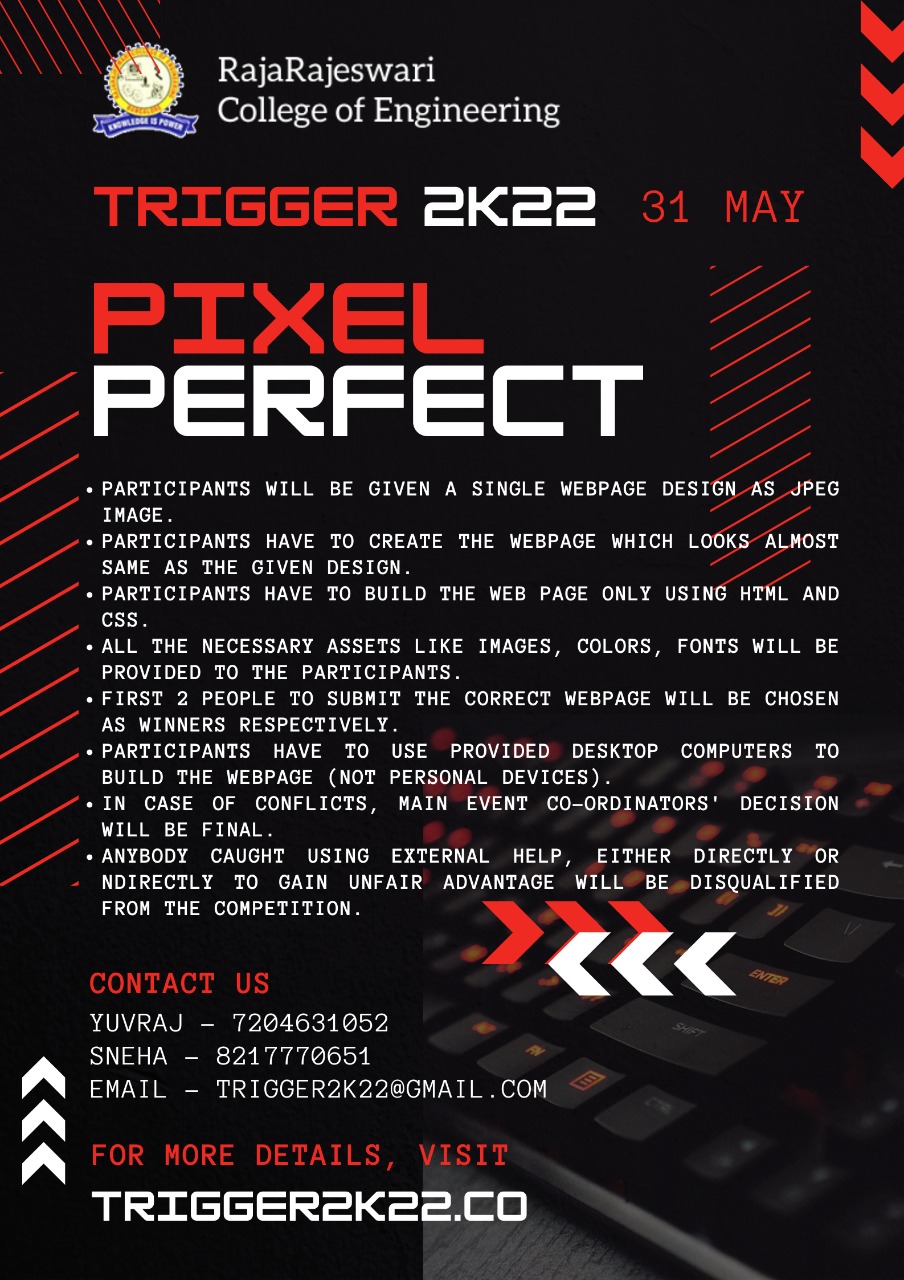 RajaRajeswari
College of Engineering
KNOWLEDGE IS POWER
TRIGGER 2K22 31 MAY
PIXEL
PERFECT
• PARTICIPANTS WILL BE GIVEN A SINGLE WEBPAGE DESIGN AS JPEG
IMAGE.
• PARTICIPANTS HAVE TO CREATE THE WEBPAGE WHICH LOOKS ALMOST
SAME AS THE GIVEN DESIGN.
• PARTICIPANTS HAVE TO BUILD THE WEB PAGE ONLY USING HTML AND
CSS.
• ALL THE NECESSARY ASSETS LIKE IMAGES, COLORS, FONTS WILL BE
PROVIDED TO THE PARTICIPANTS.
• FIRST 2 PEOPLE TO SUBMIT THE CORRECT WEBPAGE WILL BE CHOSEN
AS WINNERS RESPECTIVELY.
• PARTICIPANTS HAVE TO USE PROVIDED DESKTOP COMPUTERS TO
BUILD THE WEBPAGE (NOT PERSONAL DEVICES).
• IN CASE OF CONFLICTS, MAIN EVENT CO-ORDINATORS' DECISION
WILL BE FINAL.
• ANYBODY CAUGHT USING EXTERNAL HELP, EITHER DIRECTLY OR
NDIRECTLY TO GAIN UNFAIR ADVANTAGE WILL BE DISQUALIFIED
FROM THE COMPETITION.
ENTER
SHIFT
FN
CTRL
CONTACT US
YUVRAJ - 7204631052
SNEHA - 8217770651
EMAIL - TRIGGER2K22@GMAIL.COM
FOR MORE DETAILS, VISIT
TRIGGER2K22.CO